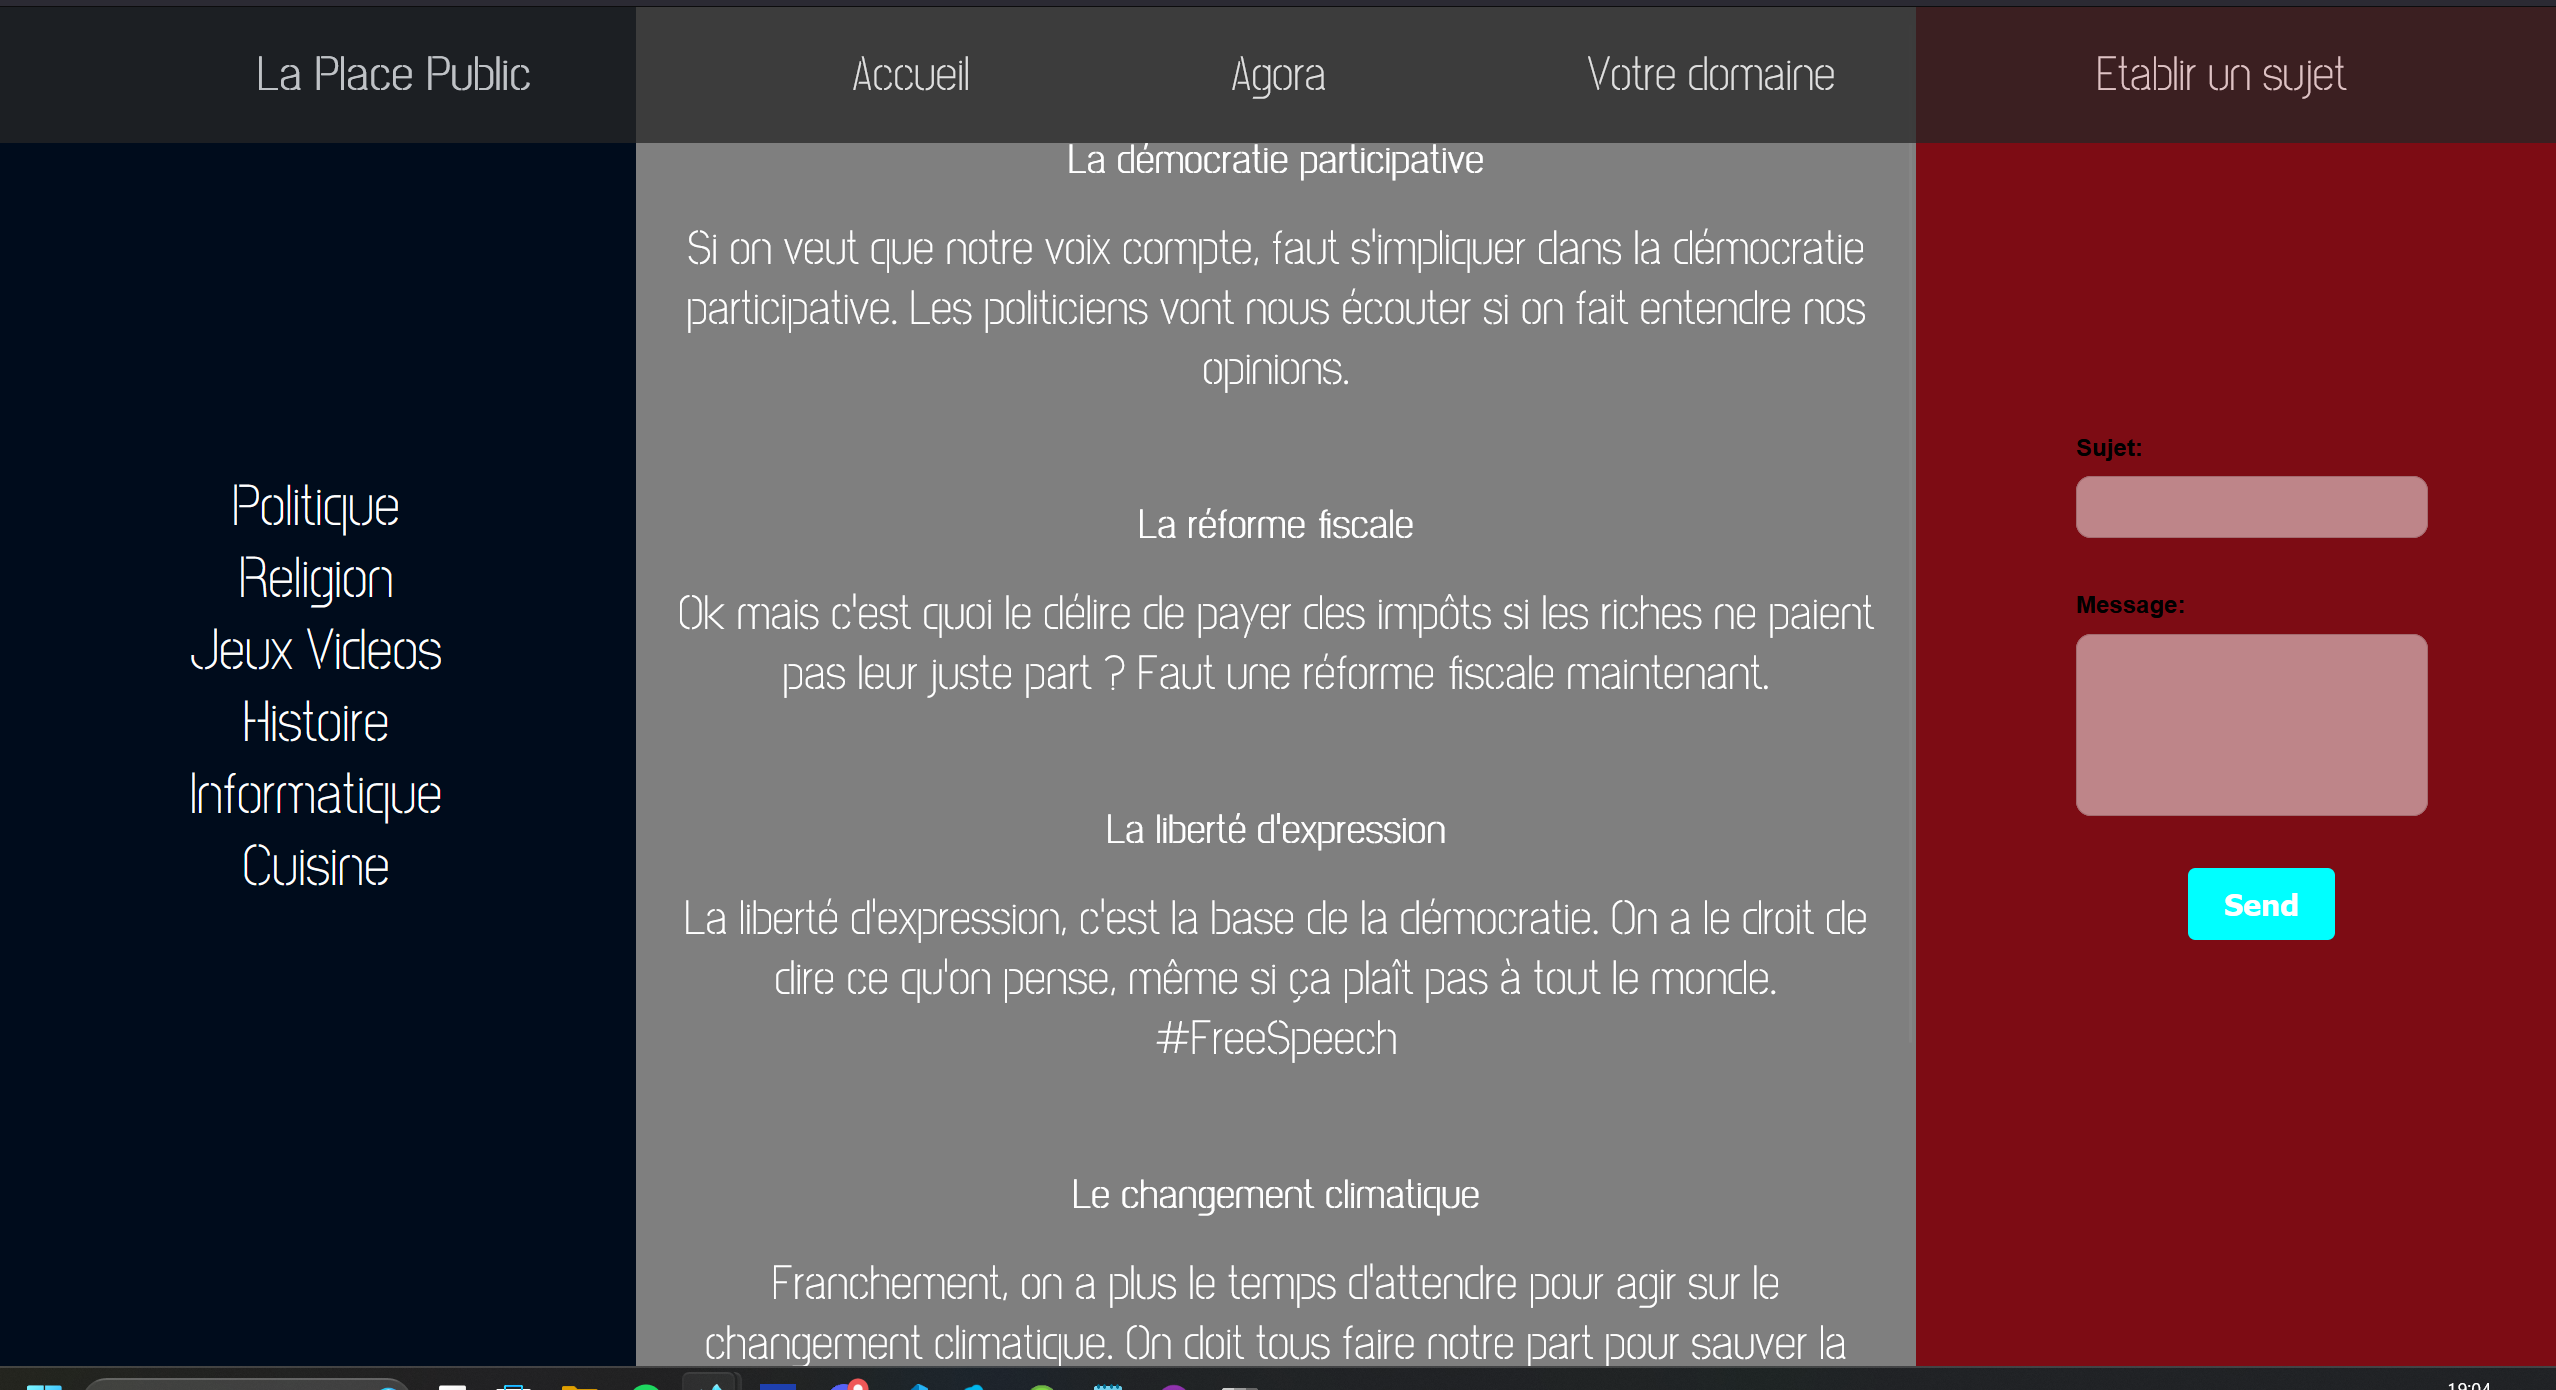 La Place Public
Accueil
Agora
Votre domaine
Etablir un sujet
Politique
Religion
Jeux Videos
Histoire
Informatique
Cuisine
La démocratie participative
Si on veut que notre voix compte, faut s'impliquer dans la démocratie
participative. Les politiciens vont nous écouter si on fait entendre nos
opinions.
La réforme fiscale
Ok mais c'est quoi le délire de payer des impôts si les riches ne paient
pas leur juste part ? Faut une réforme fiscale maintenant.
La liberté d'expression
La liberté d'expression, c'est la base de la démocratie. On a le droit de
dire ce qu'on pense, même si ça plaît pas à tout le monde.
#FreeSpeech
Le changement climatique
Franchement, on a plus le temps d'attendre pour agir sur le
changement climatique. On doit tous faire notre part pour sauver la
Sujet:
Message:
Send